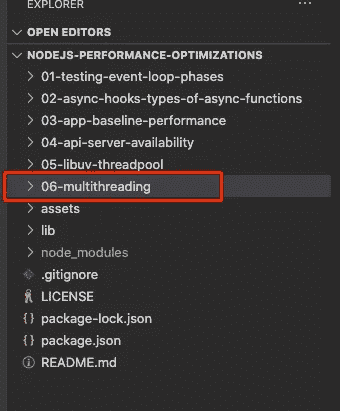 EXPLORER
OPEN EDITORS
NODEJS-PERFORMANCE-OPTIMIZATIONS
01-testing-event-loop-phases
02-async-hooks-types-of-async-functions
03-app-baseline-performance
04-api-server-availability
05-libuv-threadpool
06-multithreading
assets
lib
node_modules
.gitignore
LICENSE
{} package-lock.json
{} package.json
README.md